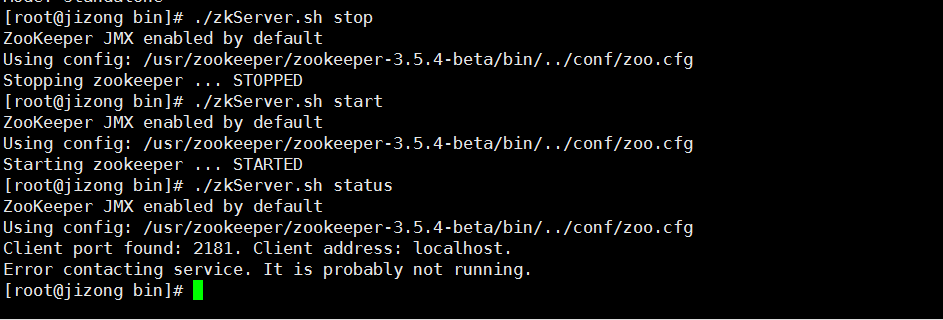 Mode: standalone
[root@jizong bin]# ./zkServer.sh stop
ZooKeeper JMX enabled by default
Using config: /usr/zookeeper/zookeeper-3.5.4-beta/bin/../conf/zoo.cfg
Stopping zookeeper ... STOPPED
[root@jizong bin]# ./zkServer.sh start
ZooKeeper JMX enabled by default
Using config: /usr/zookeeper/zookeeper-3.5.4-beta/bin/../conf/zoo.cfg
Starting zookeeper ... STARTED
[root@jizong bin]# ./zkServer.sh status
ZooKeeper JMX enabled by default
Using config: /usr/zookeeper/zookeeper-3.5.4-beta/bin/../conf/zoo.cfg
Client port found: 2181. Client address: localhost.
Error contacting service. It is probably not running.
[root@jizong bin]#